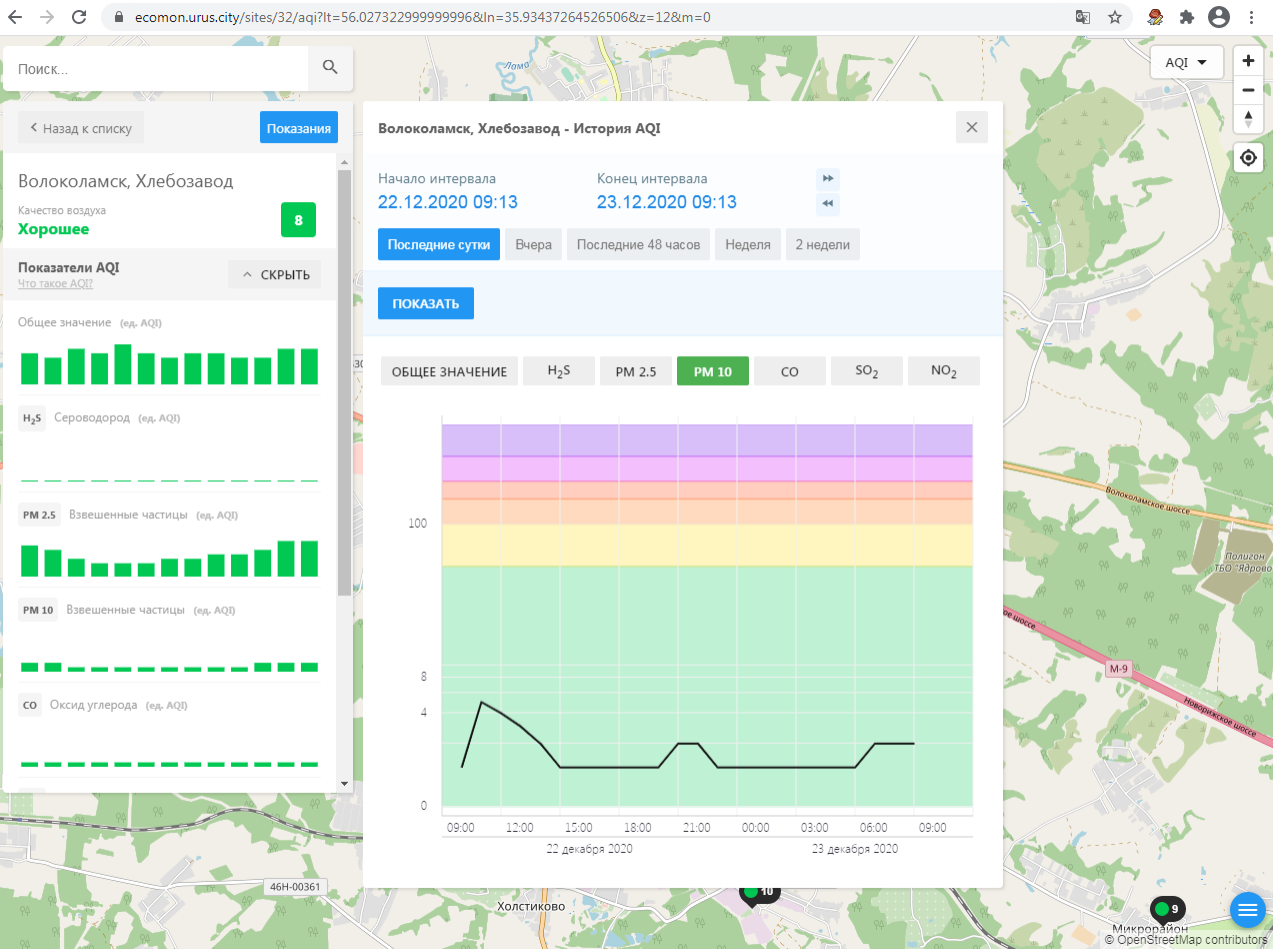 ecomon.urus.city/sites/32/aqi?lt=56.027322999999996&ln=35.93437264526506&z=12&m=0
Поиск...
Лама
AQI
Назад к списку
Показания
Волоколамск, Хлебозавод
Качество воздуха
Хорошее
8
Показатели AQI
Что такое AQI?
СКРЫТЬ
Общее значение (ед. AQI)
H2S Сероводород (ед. AQI)
PM 2.5 Взвешенные частицы (ед. AQI)
PM 10 Взвешенные частицы (ед. AQI)
CO Оксид углерода (ед. AQI)
Волоколамск, Хлебозавод - История AQI
Начало интервала
22.12.2020 09:13
Конец интервала
23.12.2020 09:13
Последние сутки
Вчера
Последние 48 часов
Неделя
2 недели
ПОКАЗАТЬ
ОБЩЕЕ ЗНАЧЕНИЕ
H2S
PM 2.5
PM 10
CO
SO2
NO2
100
8
4
0
09:00 12:00 15:00 18:00 21:00 00:00 03:00 06:00 09:00
22 декабря 2020 23 декабря 2020
Волоколамское шоссе
Полигон
ТБО "Ядрово
шоссе
М-9
Новорижское шоссе
46Н-00361
Холстиково
10
9
Микрорайон
© OpenStreetMap contributors